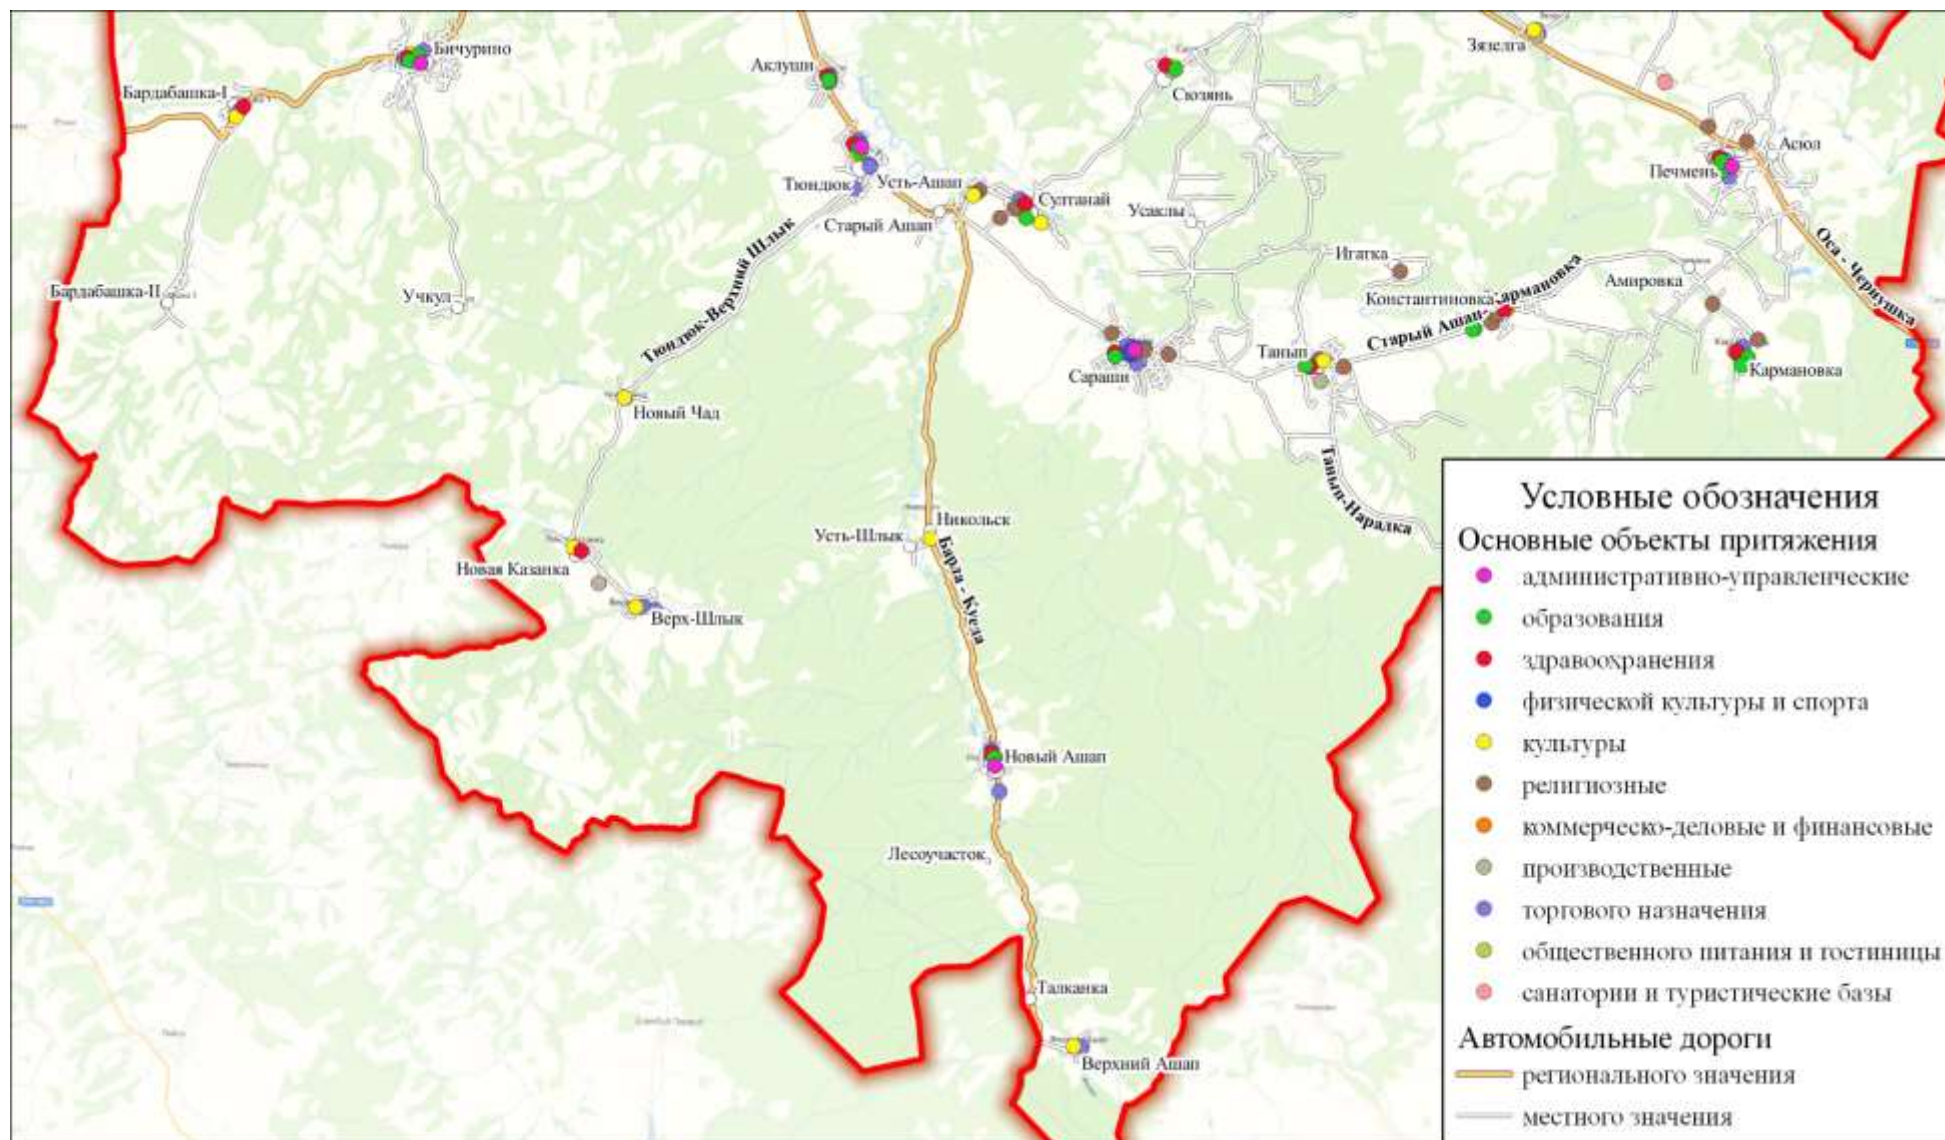 Бичурино
Зязелга
Аклуши
Бардабашка-I
Сюзянь
Асюл
Печмень
Тюндюк
Усть-Ашап
Султанай
Усаклы
Старый Ашап
Оса - Чернушка
Тюндюк-Верхний Шлык
Игатка
Амировка
Бардабашка-II
Учкул
Константиновка
Старый Ашап-Кармановка
Танып
Сараши
Кармановка
Новый Чад
Танып-Наралка
Никольск
Усть-Шлык
Барда - Куеда
Новая Казанка
Верх-Шлык
Новый Ашап
Лесоучасток
Талканка
Верхний Ашап
Условные обозначения
Основные объекты притяжения
административно-управленческие
образования
здравоохранения
физической культуры и спорта
культуры
религиозные
коммерческо-деловые и финансовые
производственные
торгового назначения
общественного питания и гостиницы
санатории и туристические базы
Автомобильные дороги
регионального значения
местного значения